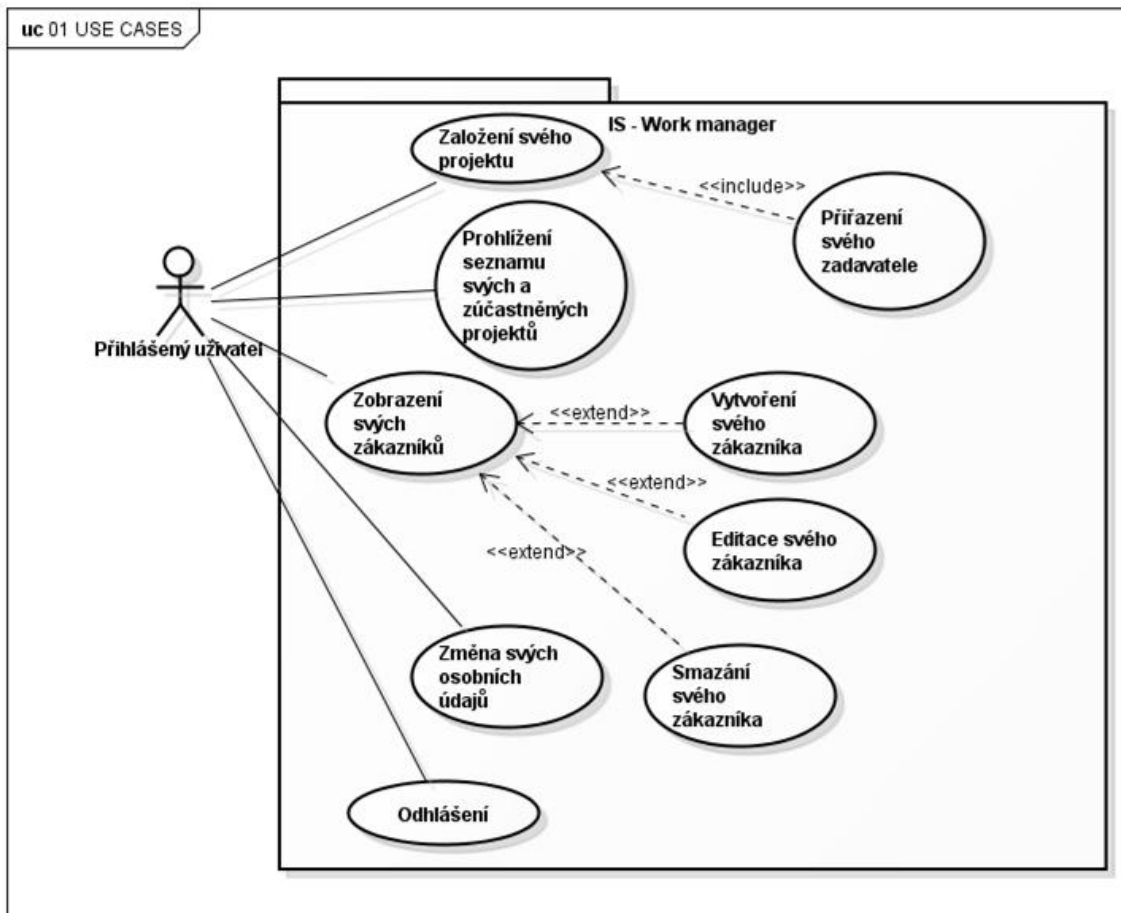 uc 01 USE CASES
IS - Work manager
Založení svého
projektu
<<include>>
Přiřazení
svého
zadavatele
Prohlížení
seznamu
svých a
zúčastněných
projektů
Přihlášený uživatel
Zobrazení
svých
zákazníků
<<extend>>
Vytvoření
svého
zákazníka
<<extend>>
Editace svého
zákazníka
<<extend>>
Změna svých
osobních
údajů
Smazání
svého
zákazníka
Odhlášení